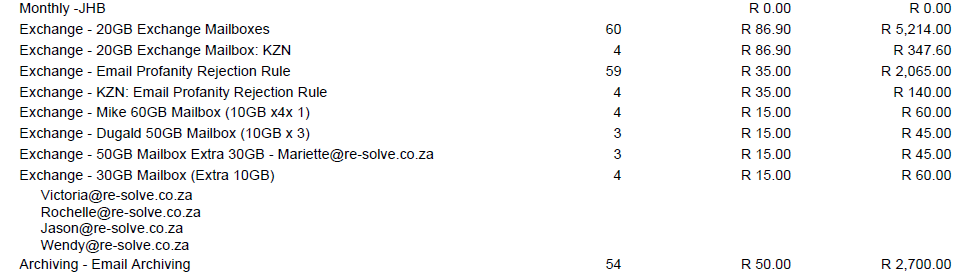 Monthly -JHB R 0.00 R 0.00
Exchange - 20GB Exchange Mailboxes 60 R 86.90 R 5,214.00
Exchange - 20GB Exchange Mailbox: KZN 4 R 86.90 R 347.60
Exchange - Email Profanity Rejection Rule 59 R 35.00 R 2,065.00
Exchange - KZN: Email Profanity Rejection Rule 4 R 35.00 R 140.00
Exchange - Mike 60GB Mailbox (10GB x4x 1) 4 R 15.00 R 60.00
Exchange - Dugald 50GB Mailbox (10GB x 3) 3 R 15.00 R 45.00
Exchange - 50GB Mailbox Extra 30GB - Mariette@re-solve.co.za 3 R 15.00 R 45.00
Exchange - 30GB Mailbox (Extra 10GB) 4 R 15.00 R 60.00
Victoria@re-solve.co.za
Rochelle@re-solve.co.za
Jason@re-solve.co.za
Wendy@re-solve.co.za
Archiving - Email Archiving 54 R 50.00 R 2,700.00